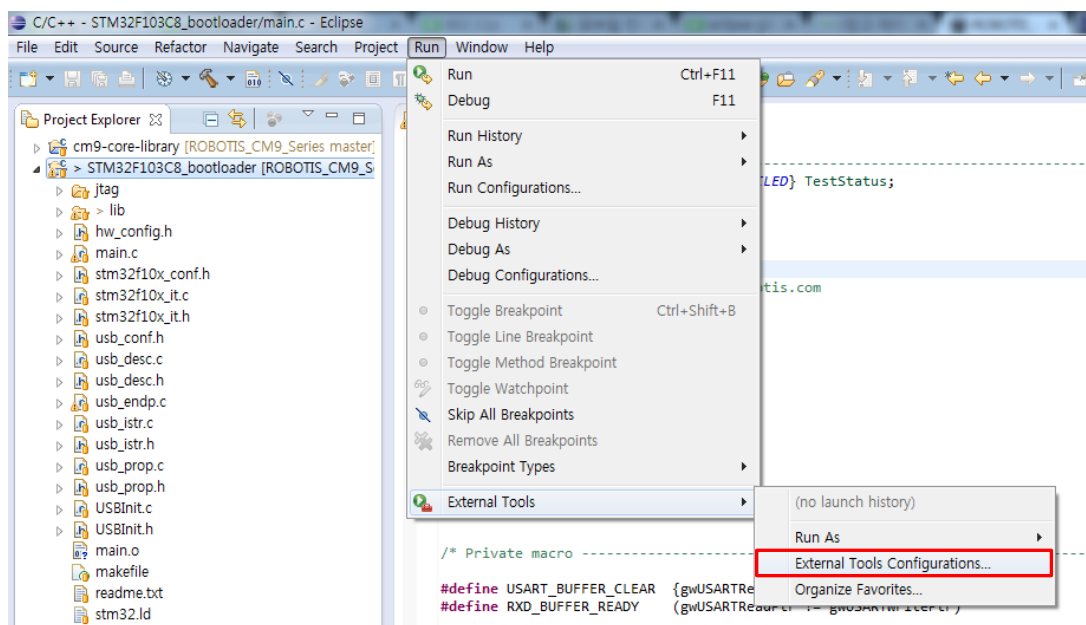 C/C++ - STM32F103C8_bootloader/main.c - Eclipse
File Edit Source Refactor Navigate Search Project Run Window Help
Project Explorer
cm9-core-library [ROBOTIS_CM9_Series master]
> STM32F103C8_bootloader [ROBOTIS_CM9_S
jtag
> lib
hw_config.h
main.c
stm32f10x_conf.h
stm32f10x_it.c
stm32f10x_it.h
usb_conf.h
usb_desc.c
usb_desc.h
usb_endp.c
usb_istr.c
usb_istr.h
usb_prop.c
usb_prop.h
USBInit.c
USBInit.h
main.o
makefile
readme.txt
stm32.ld
Run Ctrl+F11
Debug F11
Run History
Run As
Run Configurations...
Debug History
Debug As
Debug Configurations...
Toggle Breakpoint Ctrl+Shift+B
Toggle Line Breakpoint
Toggle Method Breakpoint
Toggle Watchpoint
Skip All Breakpoints
Remove All Breakpoints
Breakpoint Types
External Tools
(no launch history)
Run As
External Tools Configurations...
Organize Favorites...
LED} TestStatus;
tis.com
/* Private macro ----------------------
#define USART_BUFFER_CLEAR {gwUSARTRe
#define RXD_BUFFER_READY